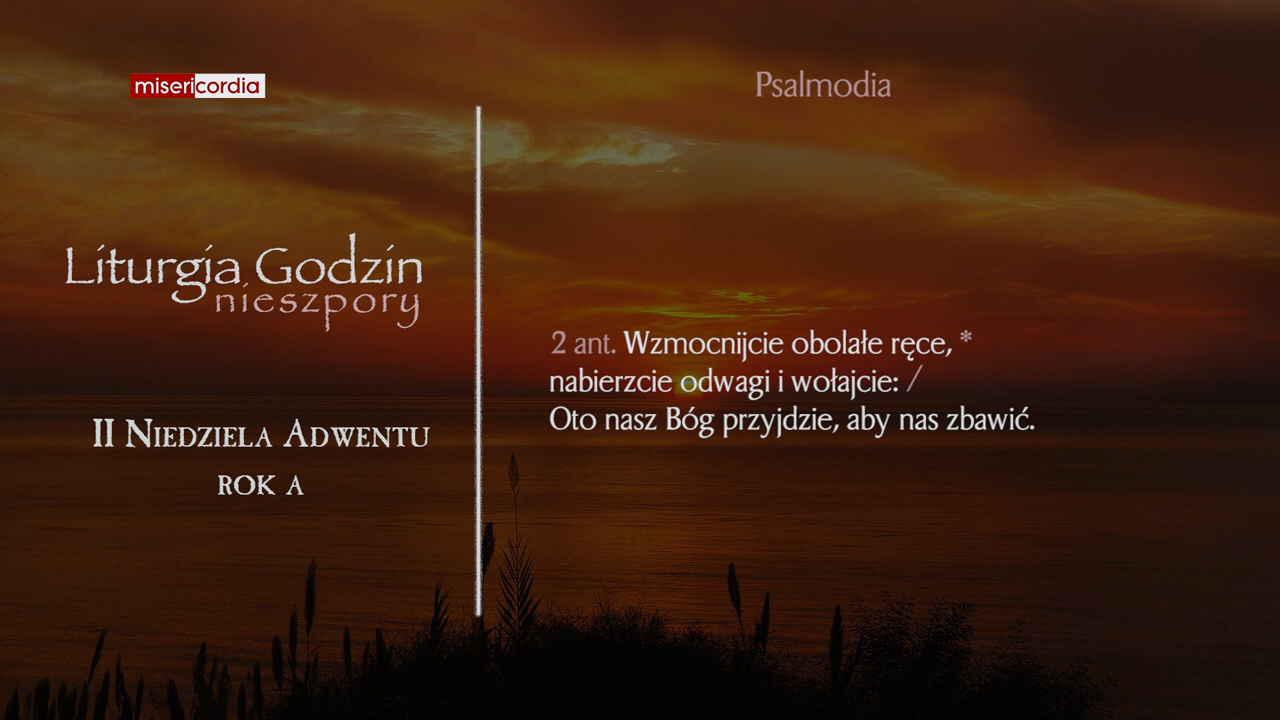 misericordia
Psalmodia
Liturgia Godzin
nieszpory
II Niedziela Adwentu
rok A
2 ant. Wzmocnijcie obolałe ręce, *
nabierzcie odwagi i wołajcie: /
Oto nasz Bóg przyjdzie, aby nas zbawić.